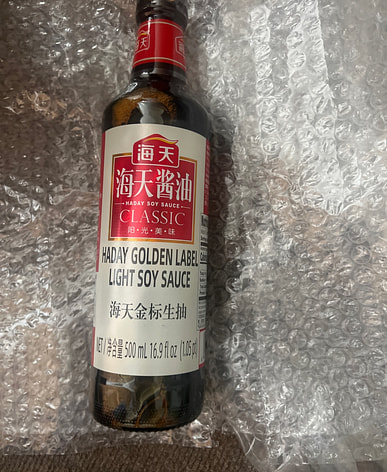 海天
海天
海天酱油
HADAY SOY SAUCE
CLASSIC
阳·光·美·味
HADAY GOLDEN LABEL
LIGHT SOY SAUCE
海天金标生抽
NET / 净含量 500 mL 16.9 fl oz (1.05 pt)